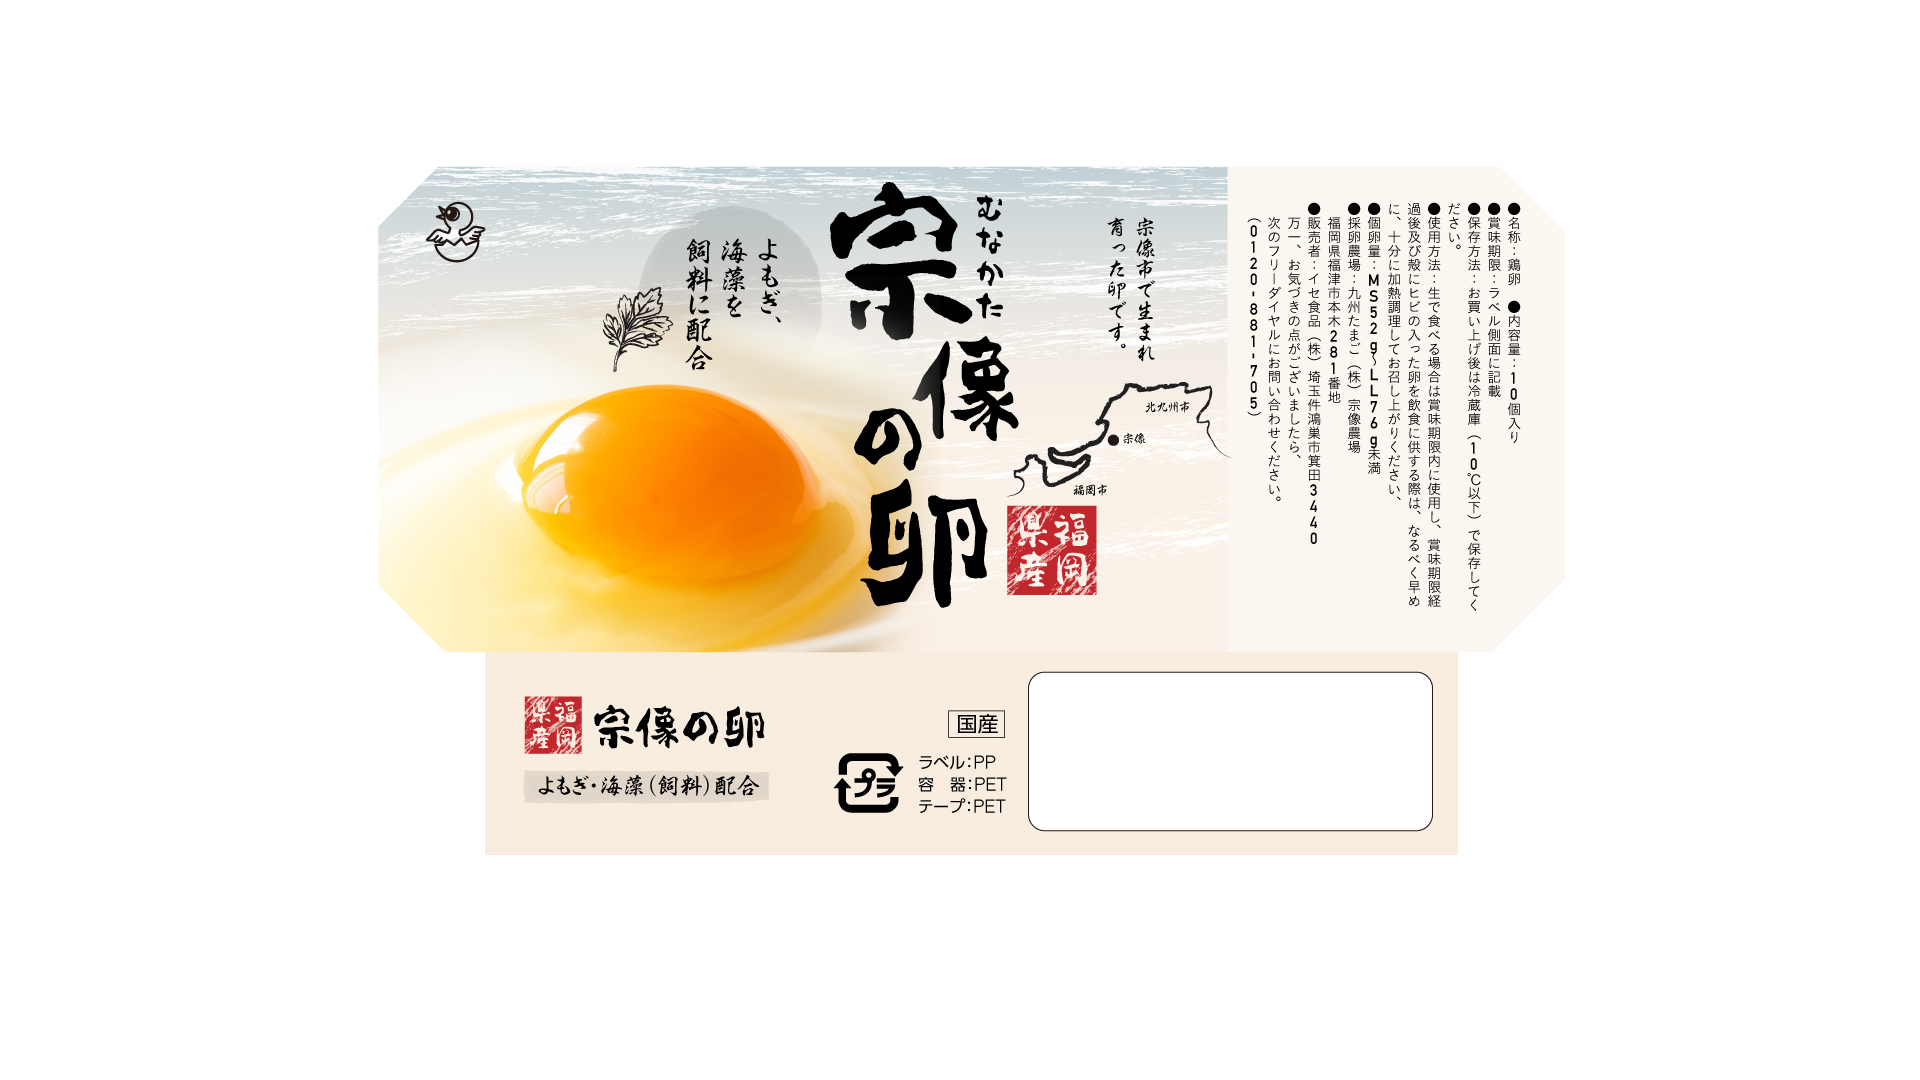 ●名称：鶏卵　●内容量：10個入り
●賞味期限：ラベル側面に記載
●保存方法：お買い上げ後は冷蔵庫（10℃以下）で保存してく
ださい。
●使用方法：生で食べる場合は賞味期限内に使用し、賞味期限経
過後及び殻にヒビの入った卵を飲食に供する際は、なるべく早め
に、十分に加熱調理してお召し上がりください、
●個卵量：MS52g〜LL76g未満
●採卵農場：九州たまご（株）宗像農場
福岡県福津市本木281番地
●販売者：イセ食品（株）埼玉件鴻巣市箕田3440
万一、お気づきの点がございましたら、
次のフリーダイヤルにお問い合わせください。
（0120-881-705）
宗像市で生まれ
育った卵です。
北九州市
宗像
福岡市
福岡
県産
むなかた
宗像の卵
よもぎ、
海藻を
飼料に配合
福岡
県産
宗像の卵
よもぎ・海藻（飼料）配合
国産
プラ
ラベル：PP
容　器：PET
テープ：PET